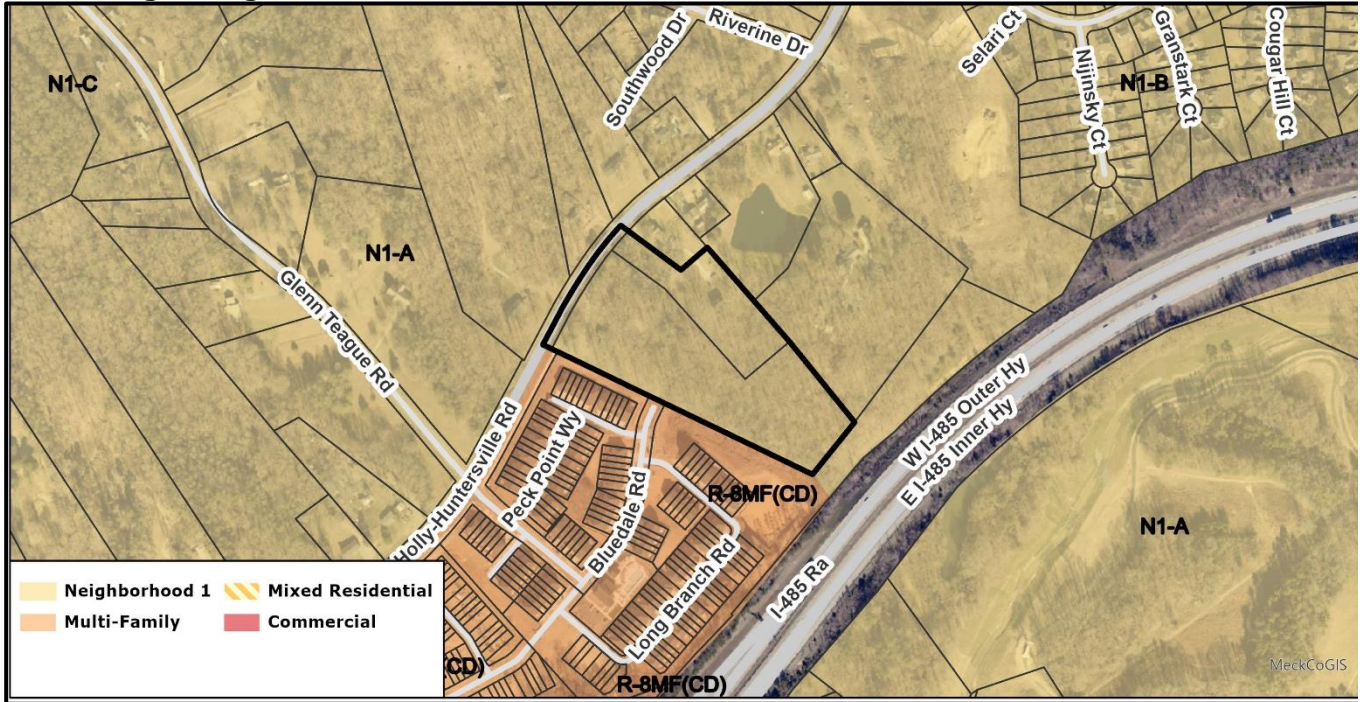 Southwood Dr
Riverine Dr
Selari Ct
Nijinsky Ct
Granstark Ct
Cougar Hill Ct
N1-C
N1-B
N1-A
Glenn Teague Rd
Holly-Huntersville Rd
Peck Point Wy
Bluedale Rd
Long Branch Rd
R-8MF(CD)
W I-485 Outer Hy
E I-485 Inner Hy
I-485 Ra
N1-A
Neighborhood 1
Mixed Residential
Multi-Family
Commercial
CD)
R-8MF(CD)
MeckCoGIS